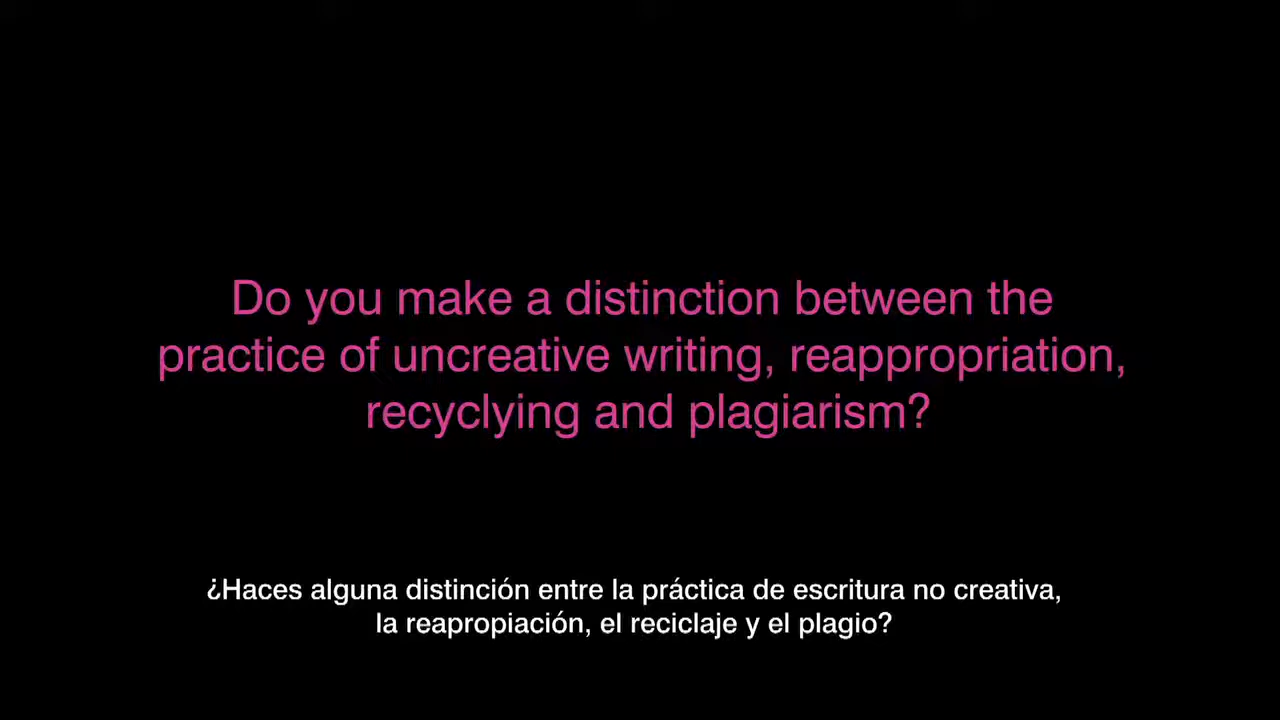 Do you make a distinction between the
practice of uncreative writing, reappropriation,
recyclying and plagiarism?
¿Haces alguna distinción entre la práctica de escritura no creativa,
la reapropiación, el reciclaje y el plagio?